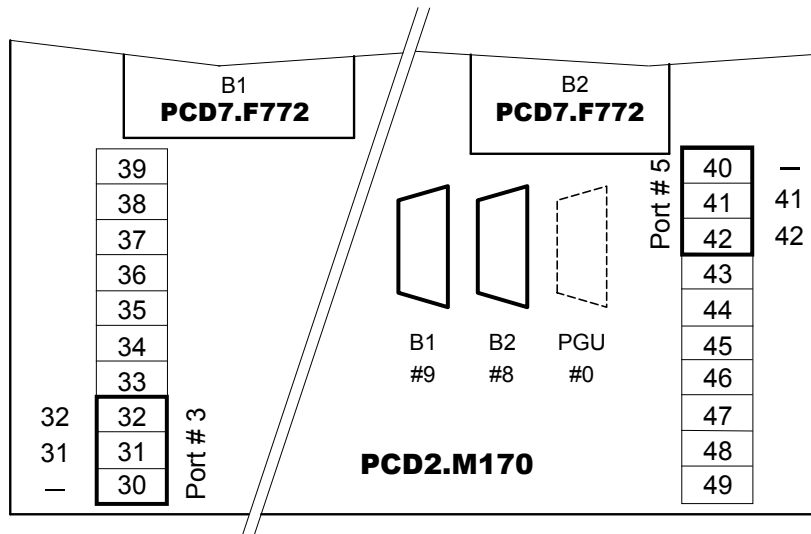 B1
PCD7.F772
B2
PCD7.F772
39
38
37
36
35
34
33
32 32
31 31
— 30
Port # 3
B1
#9
B2
#8
PGU
#0
PCD2.M170
Port # 5
40 —
41 41
42 42
43
44
45
46
47
48
49